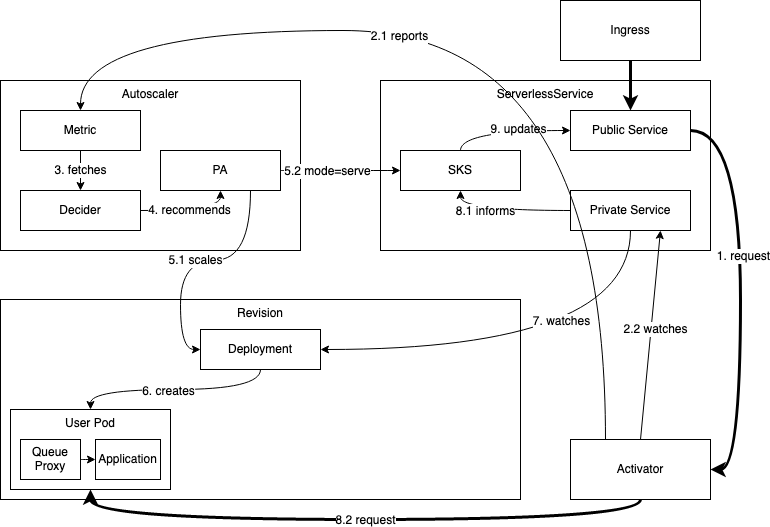 2.1 reports
Ingress
Autoscaler
ServerlessService
Metric
9. updates
Public Service
3. fetches
PA
5.2 mode=serve
SKS
Decider
4. recommends
8.1 informs
Private Service
5.1 scales
1. request
Revision
7. watches
2.2 watches
Deployment
6. creates
User Pod
Queue
Proxy
Application
Activator
8.2 request